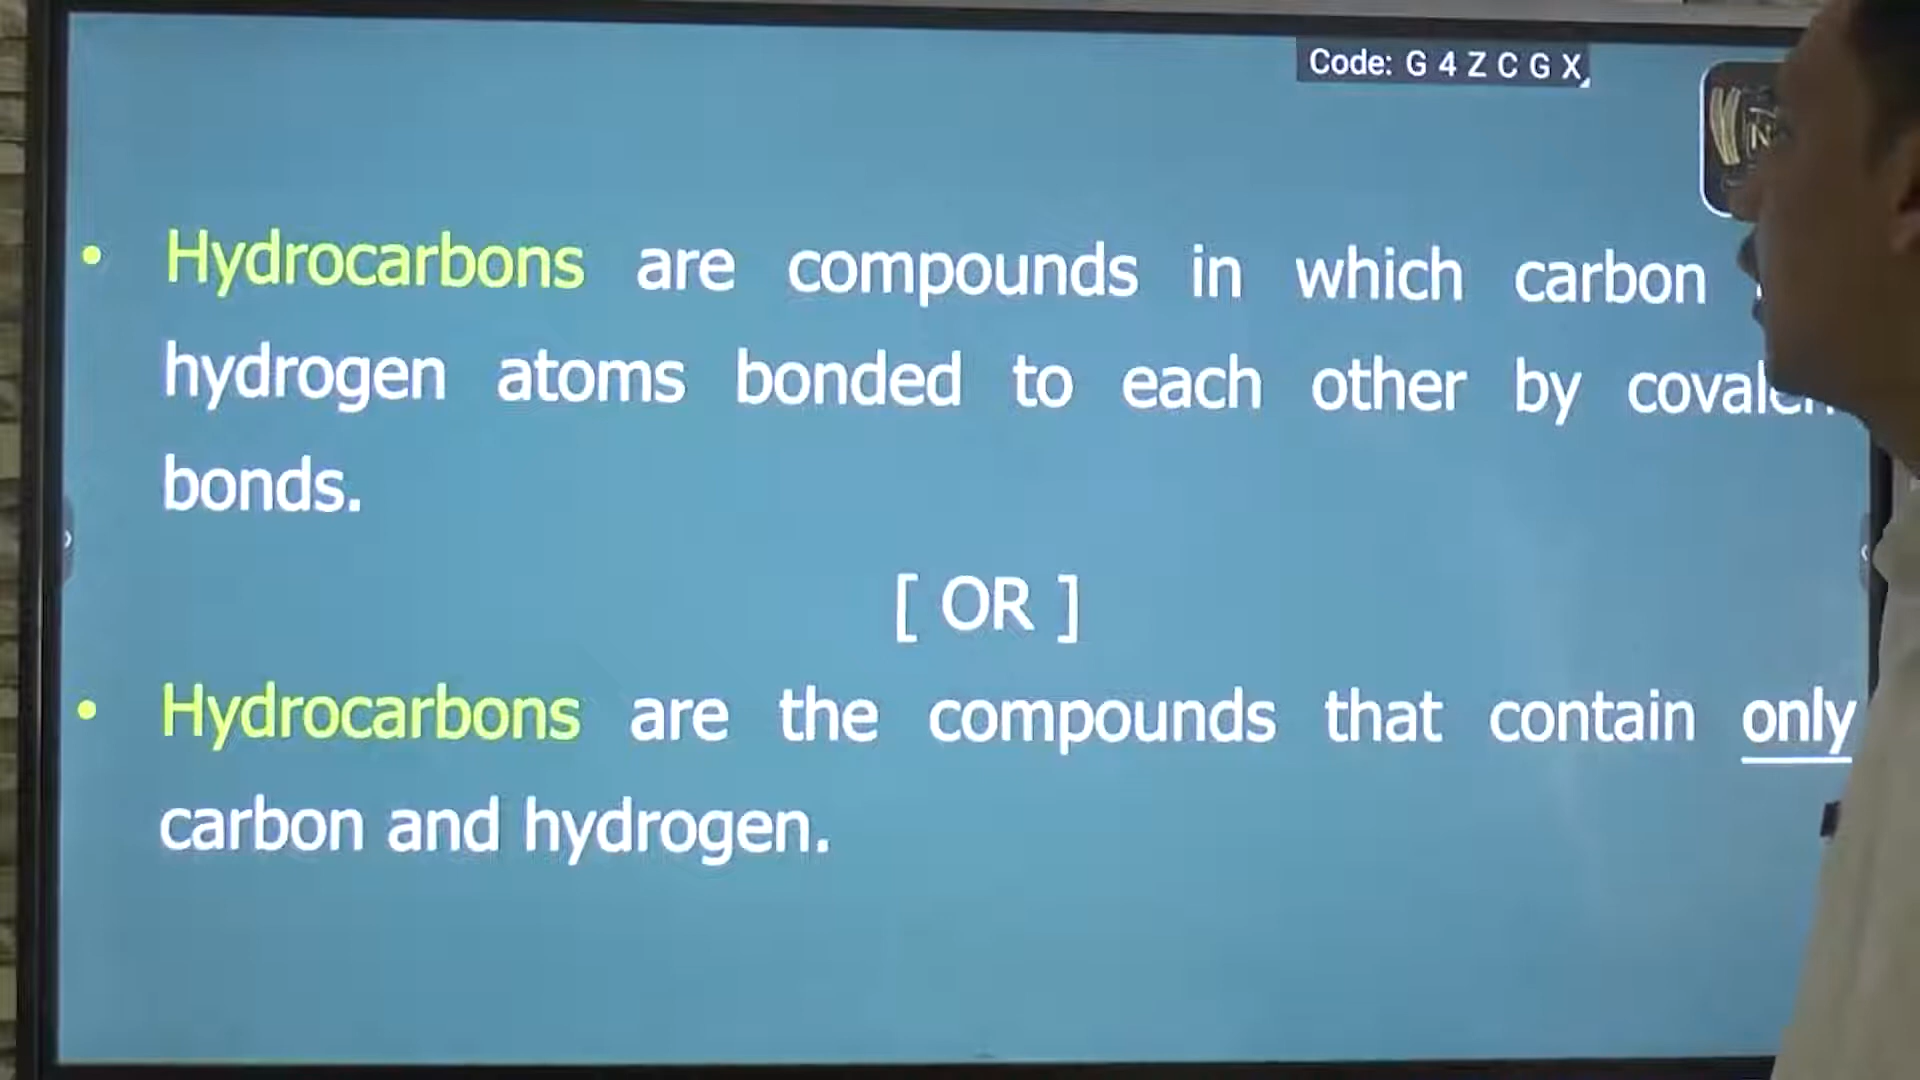 Code: G 4 Z C G X
• Hydrocarbons are compounds in which carbon
hydrogen atoms bonded to each other by
bonds.
[ OR ]
• Hydrocarbons are the compounds that contain only
carbon and hydrogen.